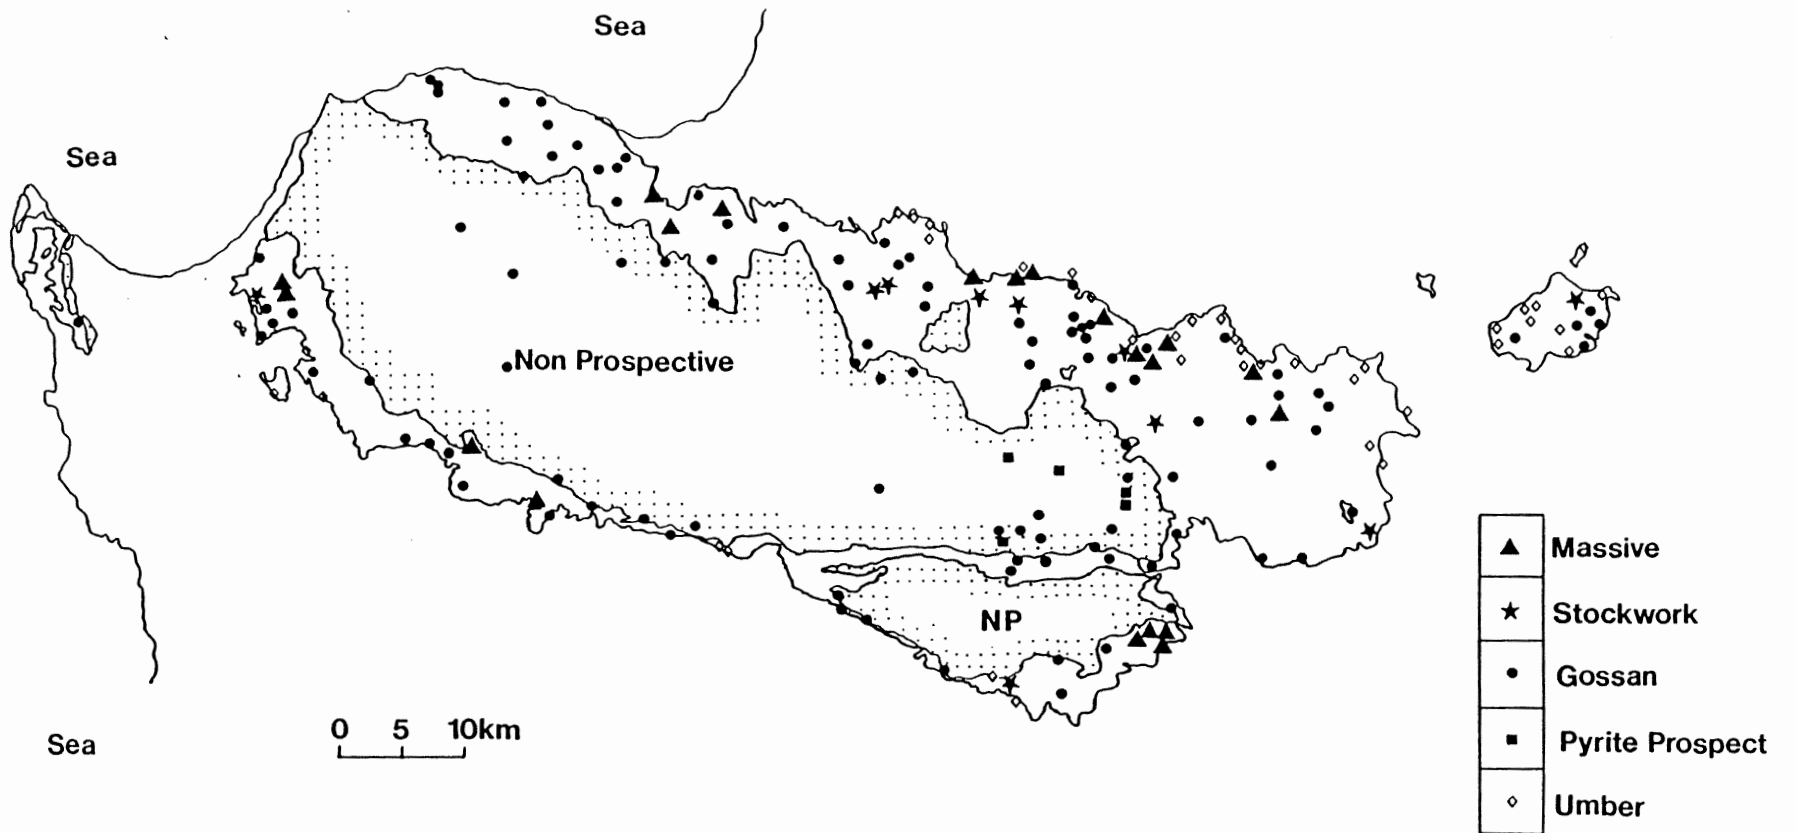 Sea
Sea
Non Prospective
NP
0 5 10km
Sea
Massive
Stockwork
Gossan
Pyrite Prospect
Umber